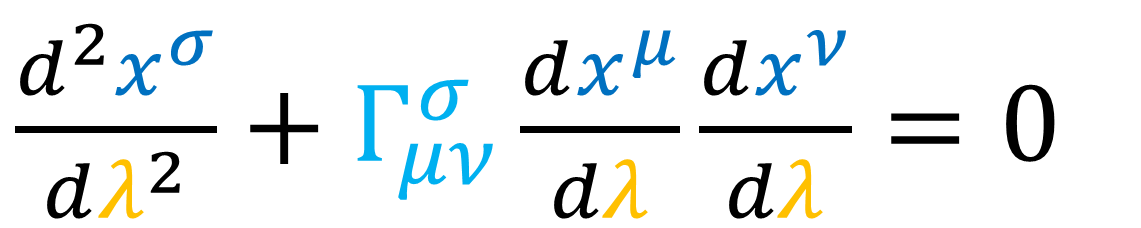 d²x^σ/dλ² + Γ^σ_μν dx^μ/dλ dx^ν/dλ = 0